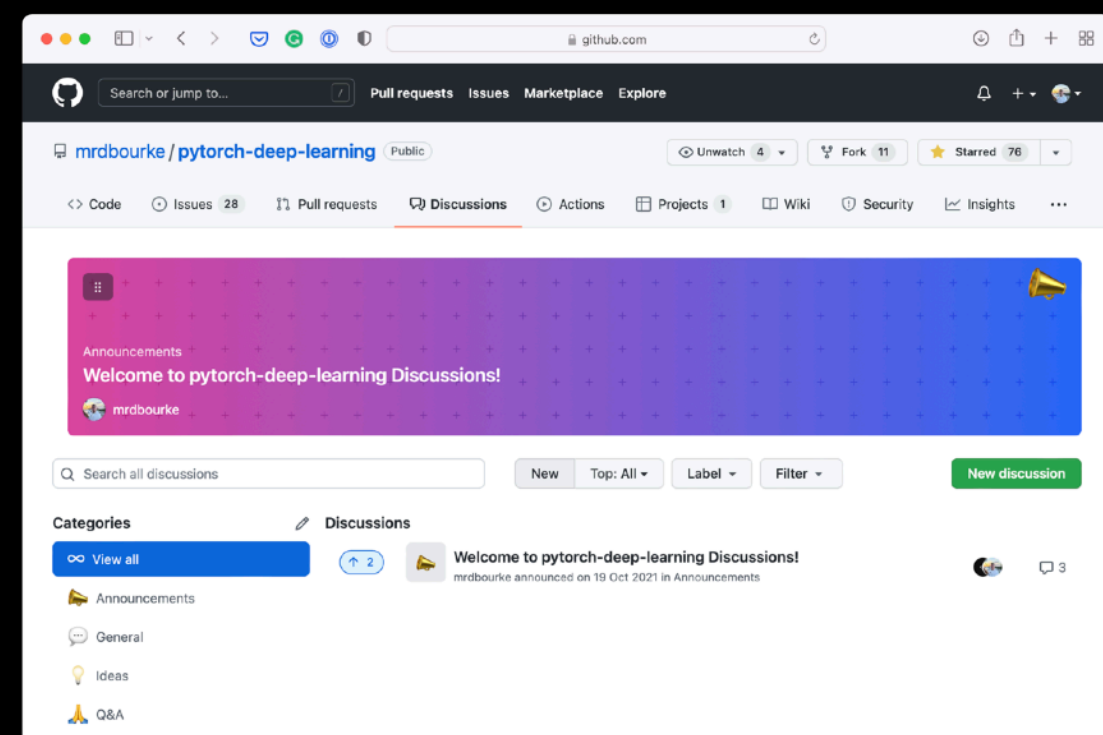 github.com
Search or jump to... / Pull requests Issues Marketplace Explore
mrdbourke / pytorch-deep-learning Public Unwatch 4 Fork 11 Starred 76
<> Code Issues 28 Pull requests Discussions Actions Projects 1 Wiki Security Insights ...
Announcements
Welcome to pytorch-deep-learning Discussions!
mrdbourke
Search all discussions New Top: All Label Filter New discussion
Categories Discussions
View all 2 Welcome to pytorch-deep-learning Discussions! 3
mrdbourke announced on 19 Oct 2021 in Announcements
Announcements
General
Ideas
Q&A